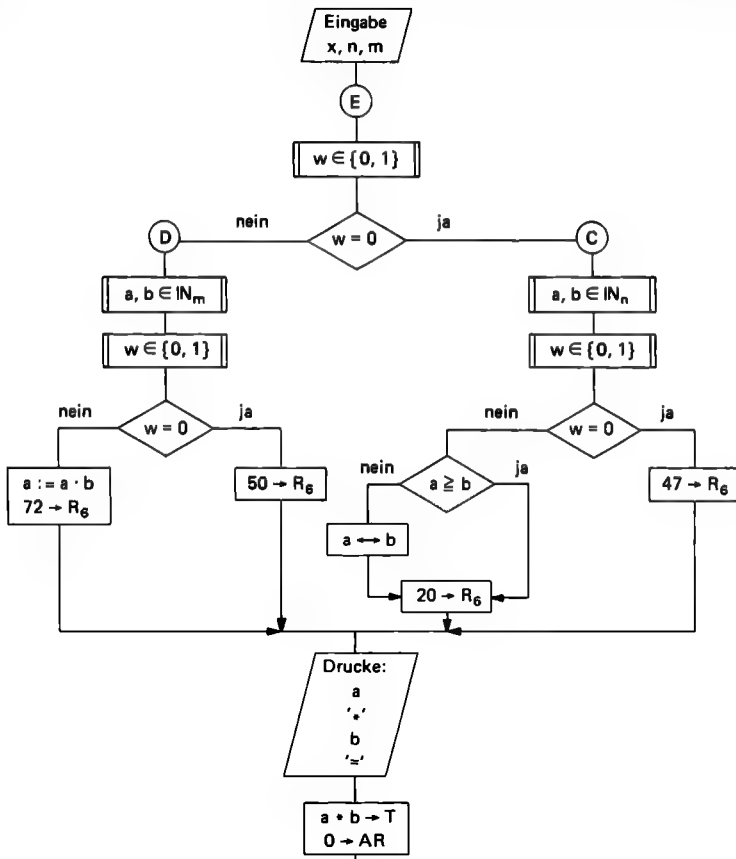 Eingabe
x, n, m
E
w ∈ {0, 1}
nein
ja
w = 0
D
C
a, b ∈ ℕₘ
a, b ∈ ℕₙ
w ∈ {0, 1}
w ∈ {0, 1}
nein
w = 0
ja
nein
w = 0
ja
a := a · b
72 → R₆
50 → R₆
nein
a ≧ b
ja
47 → R₆
a ↔ b
20 → R₆
Drucke:
a
'*'
b
'='
a * b → T
0 → AR